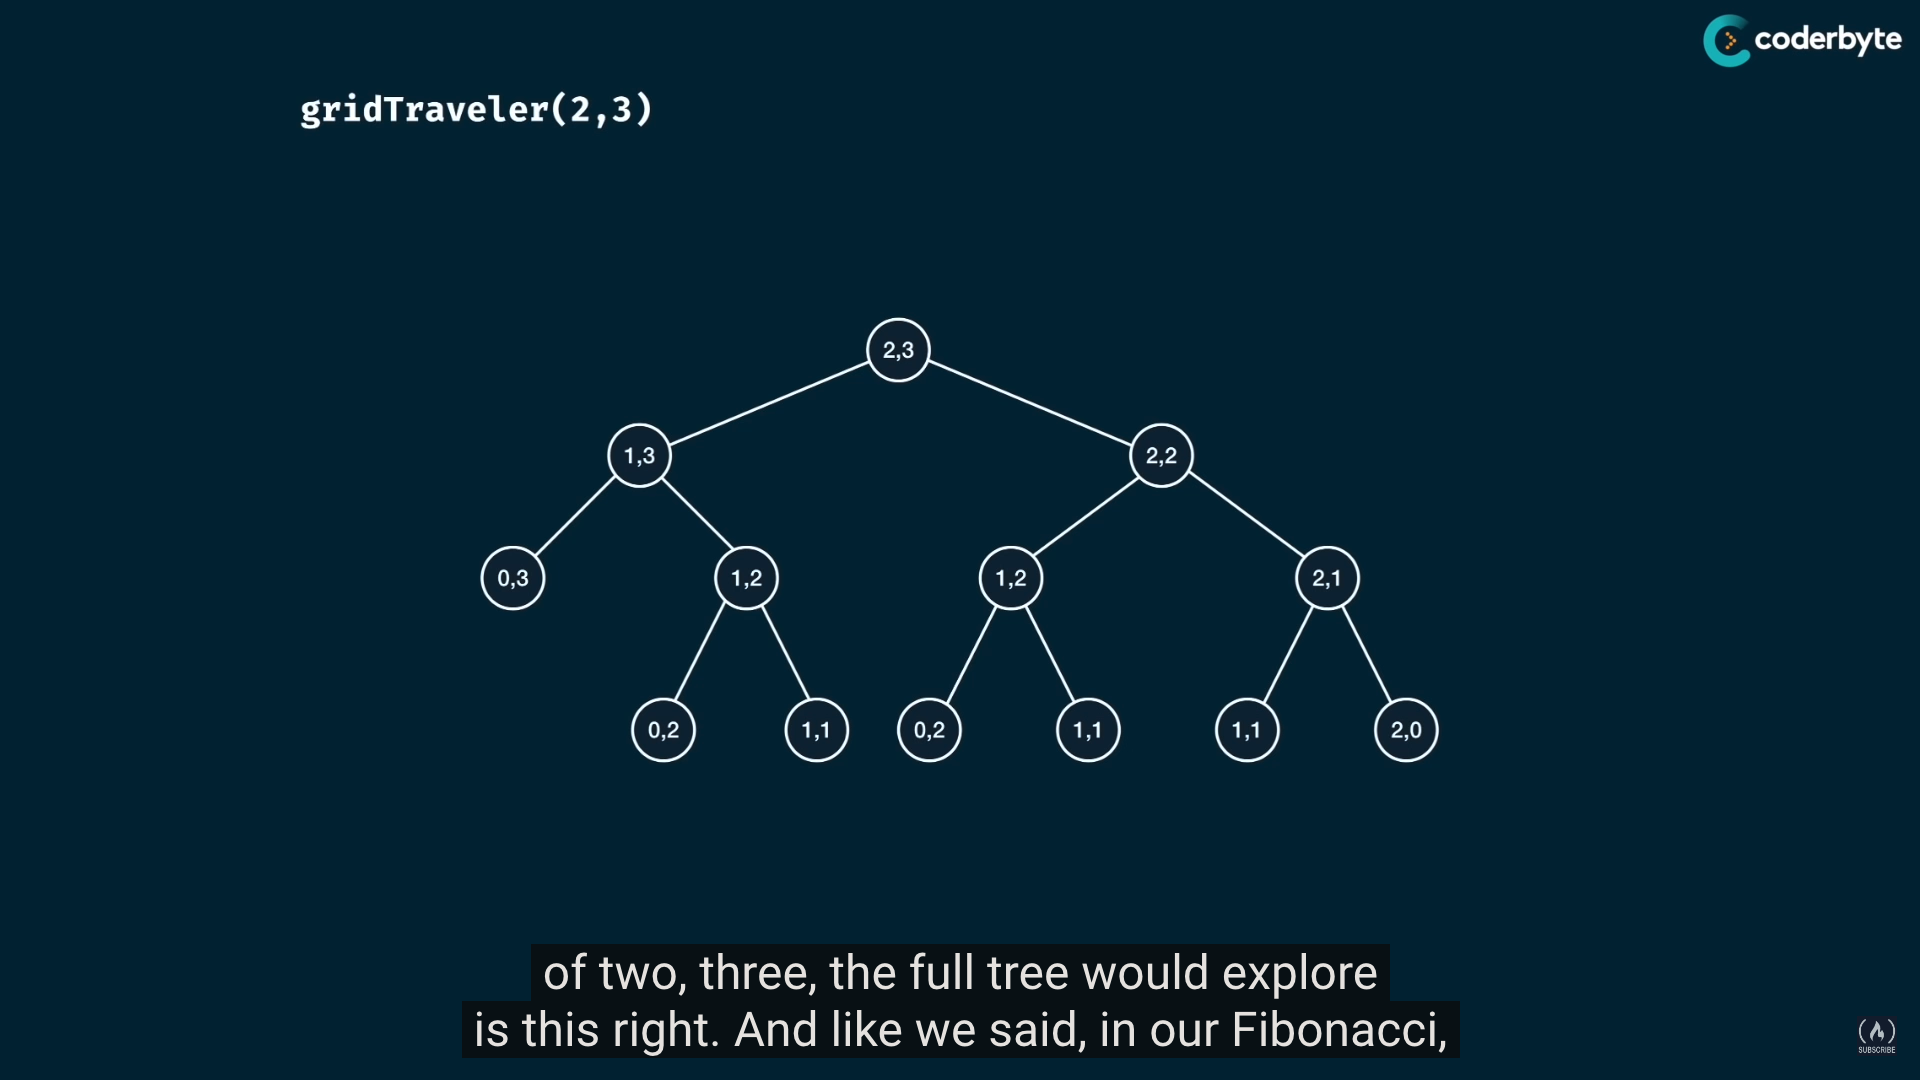 coderbyte
gridTraveler(2,3)
2,3
1,3
2,2
0,3
1,2
1,2
2,1
0,2
1,1
0,2
1,1
1,1
2,0
of two, three, the full tree would explore
is this right. And like we said, in our Fibonacci,
SUBSCRIBE